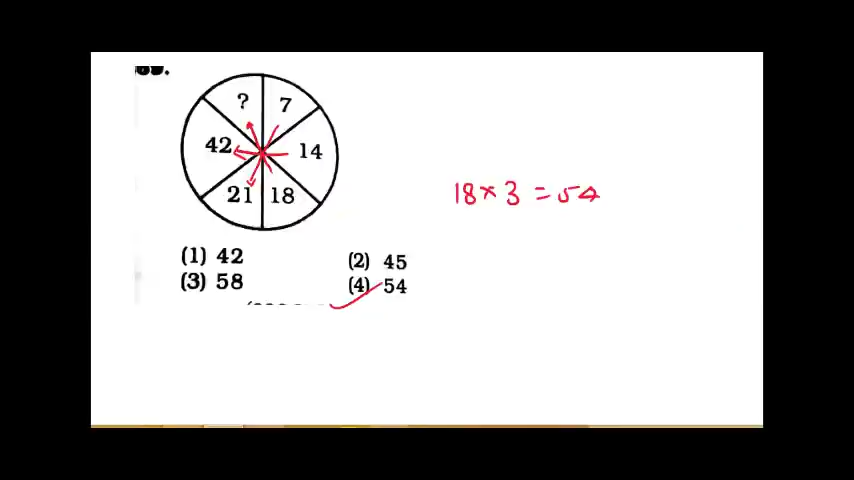 ? 7
42 14
21 18
18 × 3 = 54
(1) 42 (2) 45
(3) 58 (4) 54